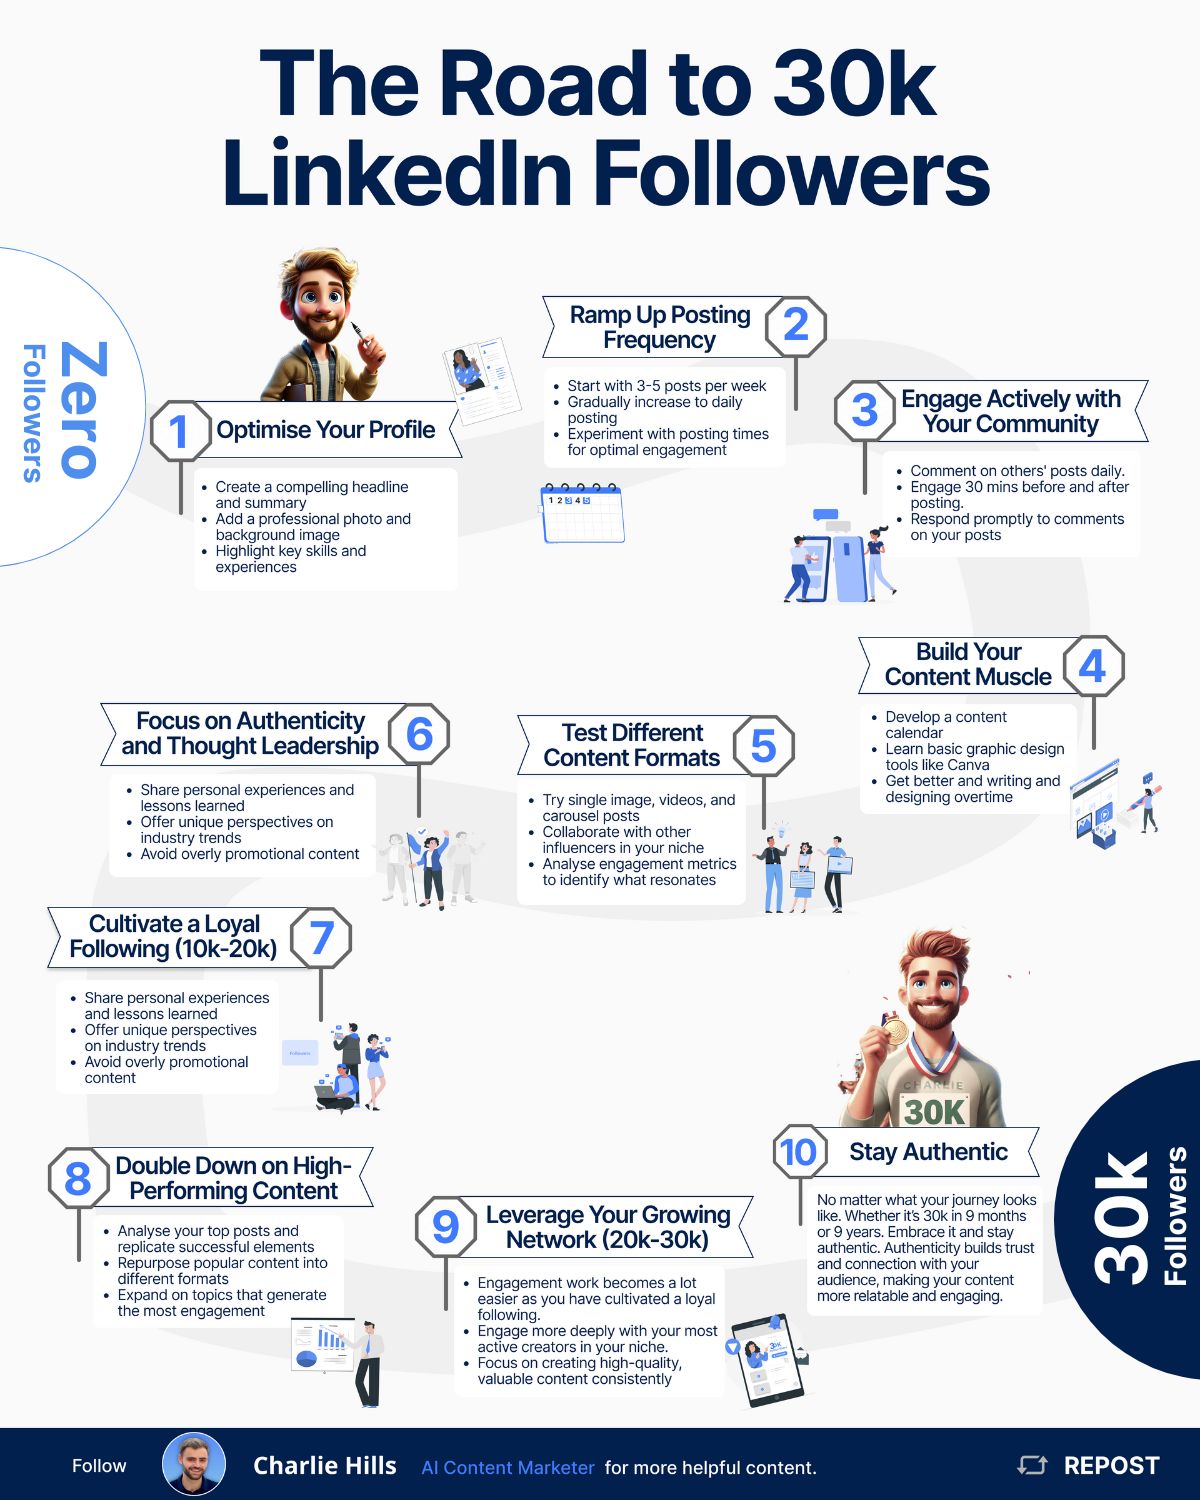 The Road to 30k
LinkedIn Followers
Zero
Followers
1
Optimise Your Profile
• Create a compelling headline
and summary
• Add a professional photo and
background image
• Highlight key skills and
experiences
Ramp Up Posting
Frequency
2
• Start with 3-5 posts per week
• Gradually increase to daily
posting
• Experiment with posting times
for optimal engagement
1 2 3 4 5
3
Engage Actively with
Your Community
• Comment on others' posts daily.
• Engage 30 mins before and after
posting.
• Respond promptly to comments
on your posts
Build Your
Content Muscle
4
• Develop a content
calendar
• Learn basic graphic design
tools like Canva
• Get better and writing and
designing overtime
Test Different
Content Formats
5
• Try single image, videos, and
carousel posts
• Collaborate with other
influencers in your niche
• Analyse engagement metrics
to identify what resonates
Focus on Authenticity
and Thought Leadership
6
• Share personal experiences and
lessons learned
• Offer unique perspectives on
industry trends
• Avoid overly promotional content
Cultivate a Loyal
Following (10k-20k)
7
• Share personal experiences
and lessons learned
• Offer unique perspectives
on industry trends
• Avoid overly promotional
content
Followers
8
Double Down on High-
Performing Content
• Analyse your top posts and
replicate successful elements
• Repurpose popular content into
different formats
• Expand on topics that generate
the most engagement
9
Leverage Your Growing
Network (20k-30k)
• Engagement work becomes a lot
easier as you have cultivated a loyal
following.
• Engage more deeply with your most
active creators in your niche.
• Focus on creating high-quality,
valuable content consistently
30K
CHARLIE
30K
10
Stay Authentic
No matter what your journey looks
like. Whether it's 30k in 9 months
or 9 years. Embrace it and stay
authentic. Authenticity builds trust
and connection with your
audience, making your content
more relatable and engaging.
30k
Followers
Follow
Charlie Hills
AI Content Marketer for more helpful content.
REPOST